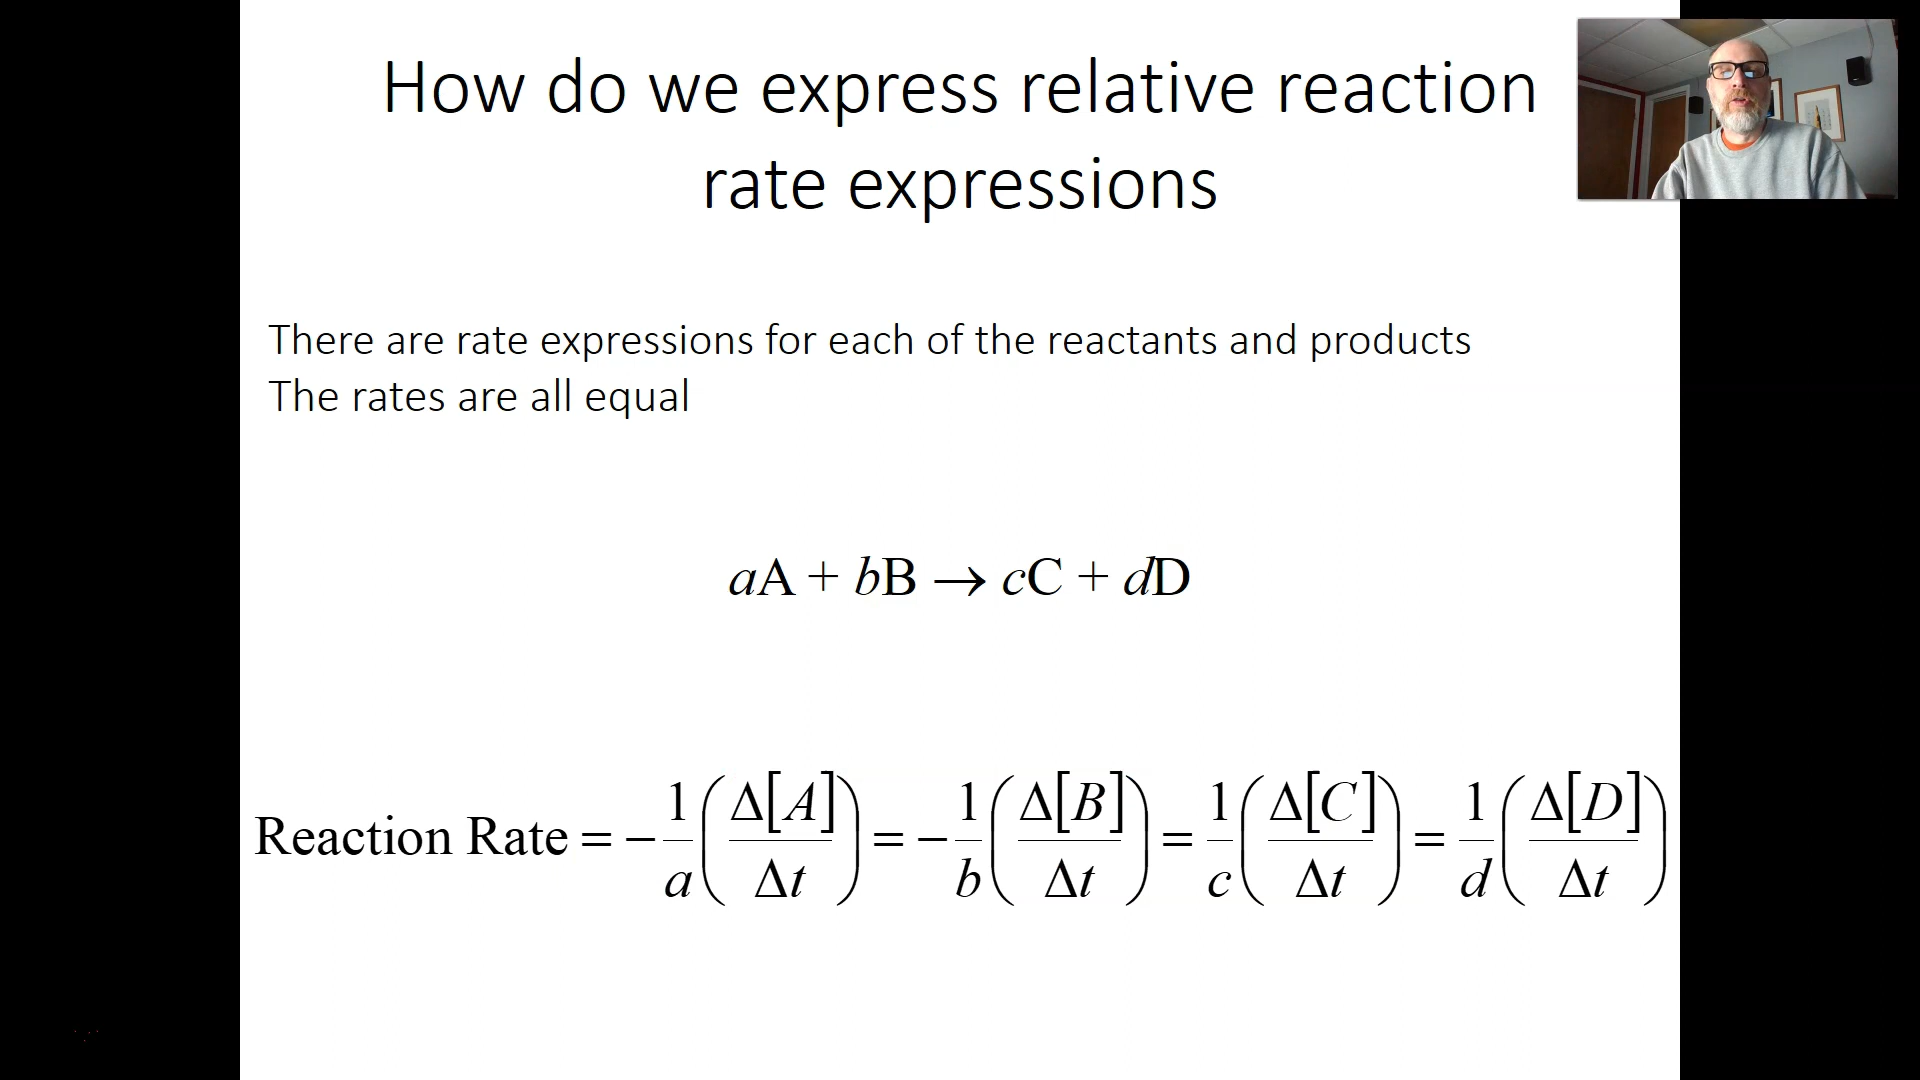 How do we express relative reaction
rate expressions
There are rate expressions for each of the reactants and products
The rates are all equal
aA + bB → cC + dD
Reaction Rate = −1/a(Δ[A]/Δt) = −1/b(Δ[B]/Δt) = 1/c(Δ[C]/Δt) = 1/d(Δ[D]/Δt)